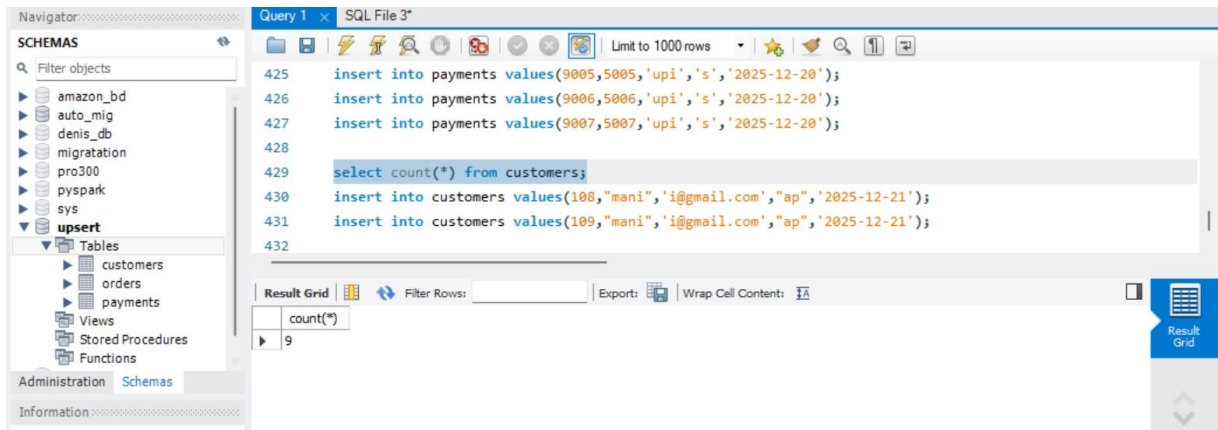 Navigator
Query 1 × SQL File 3*
SCHEMAS
Filter objects
amazon_bd
auto_mig
denis_db
migratation
pro300
pyspark
sys
upsert
Tables
customers
orders
payments
Views
Stored Procedures
Functions
Administration Schemas
Information
Limit to 1000 rows
425 insert into payments values(9005,5005,'upi','s','2025-12-20');
426 insert into payments values(9006,5006,'upi','s','2025-12-20');
427 insert into payments values(9007,5007,'upi','s','2025-12-20');
428
429 select count(*) from customers;
430 insert into customers values(108,"mani",'i@gmail.com',"ap",'2025-12-21');
431 insert into customers values(109,"mani",'i@gmail.com',"ap",'2025-12-21');
432
Result Grid Filter Rows: Export: Wrap Cell Content: IA
count(*)
9
Result
Grid